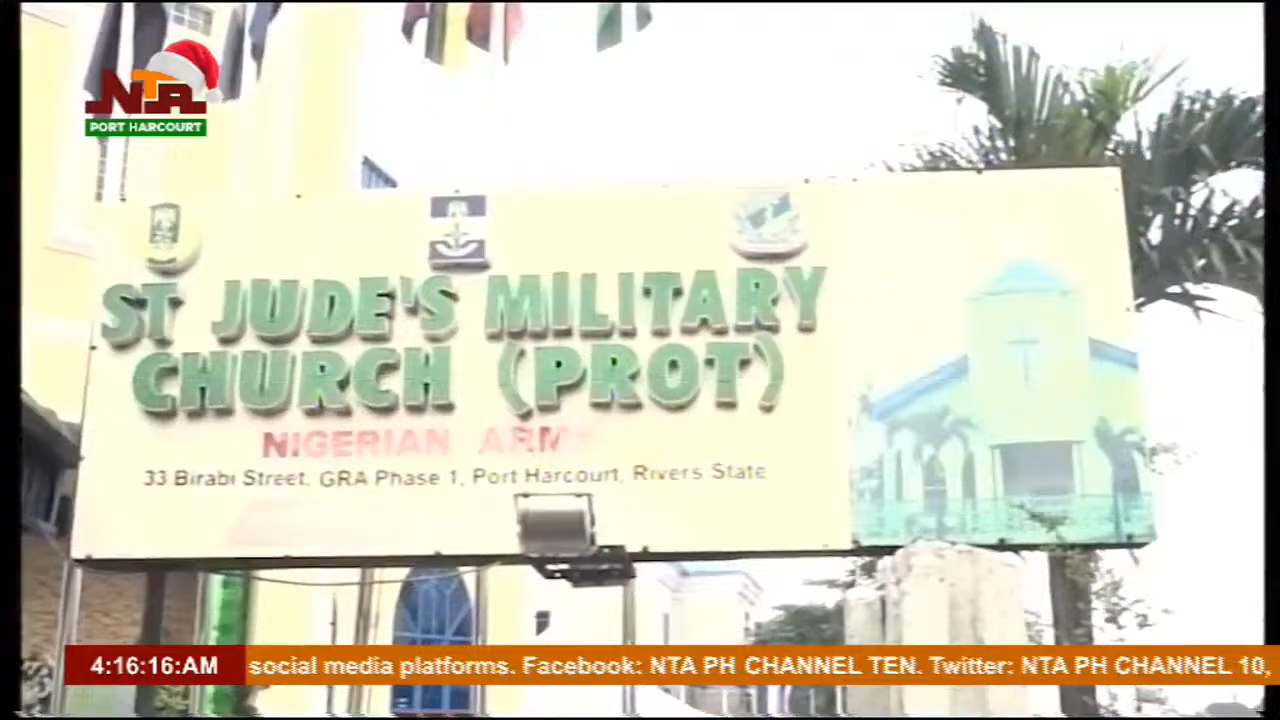 NTA
PORT HARCOURT
ST JUDE'S MILITARY
CHURCH (PROT)
NIGERIAN ARMY
33 Birabi Street, GRA Phase 1, Port Harcourt, Rivers State
4:16:16:AM
social media platforms. Facebook: NTA PH CHANNEL TEN. Twitter: NTA PH CHANNEL 10,